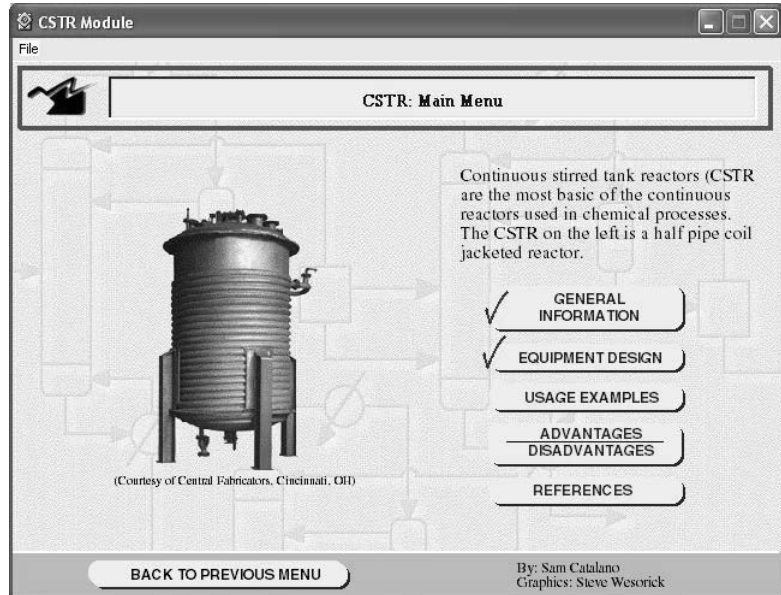 CSTR Module
File
CSTR: Main Menu
Continuous stirred tank reactors (CSTR
are the most basic of the continuous
reactors used in chemical processes.
The CSTR on the left is a half pipe coil
jacketed reactor.
GENERAL
INFORMATION
EQUIPMENT DESIGN
USAGE EXAMPLES
ADVANTAGES
DISADVANTAGES
REFERENCES
(Courtesy of Central Fabricators, Cincinnati, OH)
BACK TO PREVIOUS MENU
By: Sam Catalano
Graphics: Steve Wesorick